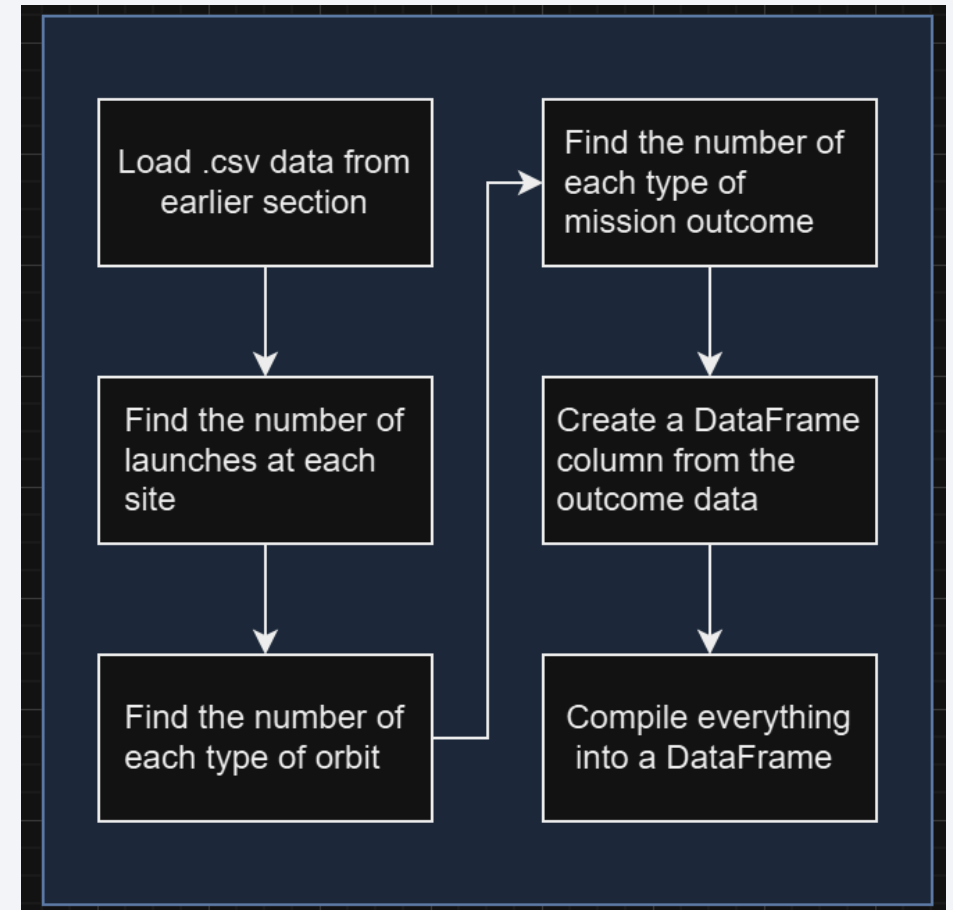 Load .csv data from
earlier section
Find the number of
launches at each
site
Find the number of
each type of orbit
Find the number of
each type of
mission outcome
Create a DataFrame
column from the
outcome data
Compile everything
into a DataFrame